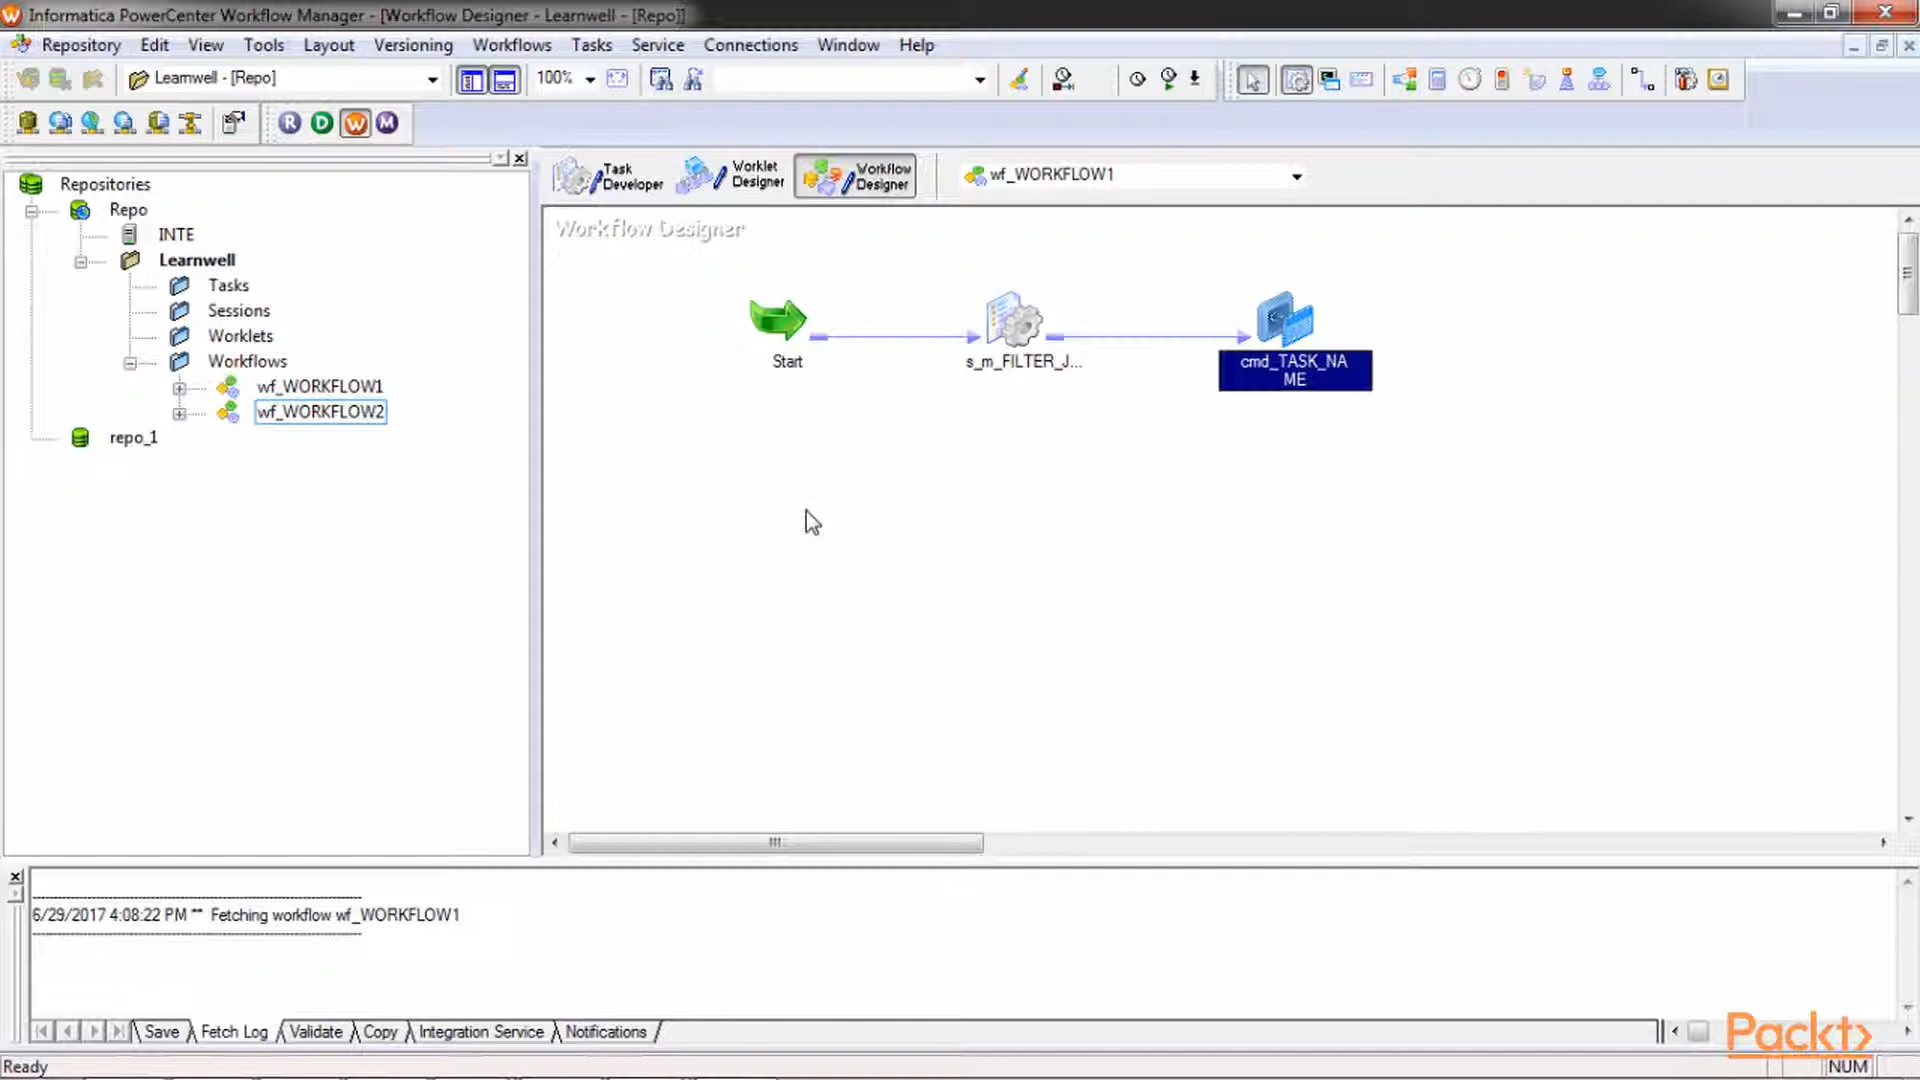 Informatica PowerCenter Workflow Manager - [Workflow Designer - Learnwell - [Repo]]
Repository Edit View Tools Layout Versioning Workflows Tasks Service Connections Window Help
Learnwell - [Repo] 100%
R D W M
Task Developer
Worklet Designer
Workflow Designer
wf_WORKFLOW1
Repositories
Repo
INTE
Learnwell
Tasks
Sessions
Worklets
Workflows
wf_WORKFLOW1
wf_WORKFLOW2
repo_1
Workflow Designer
Start
s_m_FILTER_J...
cmd_TASK_NA
ME
6/29/2017 4:08:22 PM ** Fetching workflow wf_WORKFLOW1
Save Fetch Log Validate Copy Integration Service Notifications
Packt>
Ready
NUM